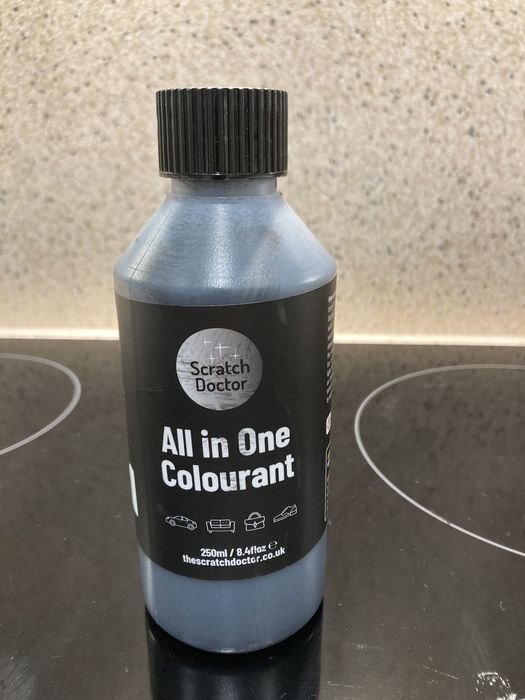 Scratch
Doctor
All in One
Colourant
250ml / 8.4floz ℮
thescratchdoctor.co.uk